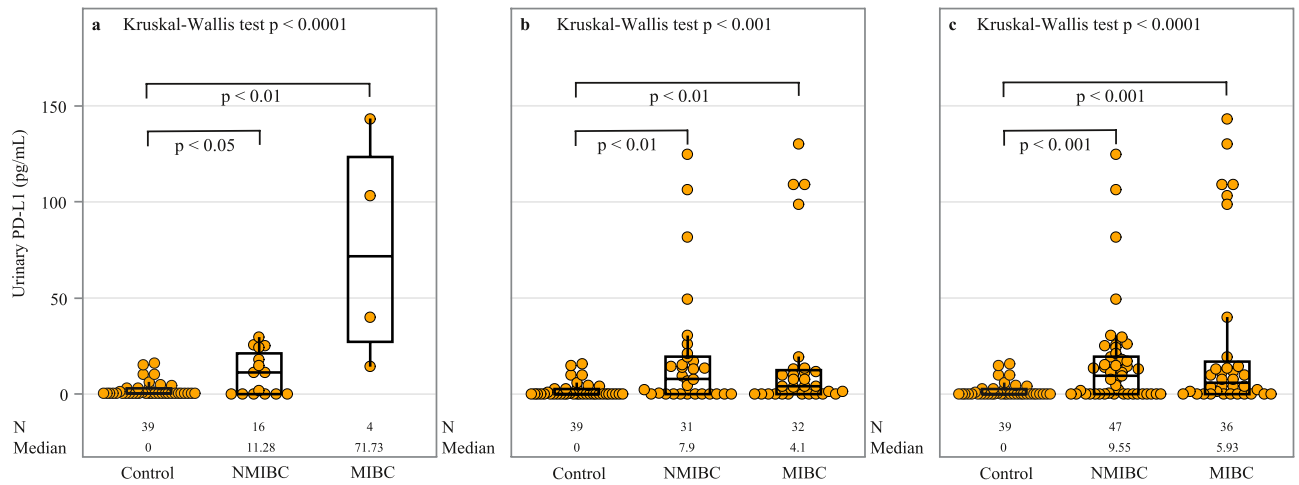 a Kruskal-Wallis test p < 0.0001
b Kruskal-Wallis test p < 0.001
c Kruskal-Wallis test p < 0.0001
Urinary PD-L1 (pg/mL)
150
100
50
0
p < 0.01
p < 0.05
p < 0.01
p < 0.01
p < 0.001
p < 0.001
N 39 16 4
Median 0 11.28 71.73
Control NMIBC MIBC
N 39 31 32
Median 0 7.9 4.1
Control NMIBC MIBC
N 39 47 36
Median 0 9.55 5.93
Control NMIBC MIBC